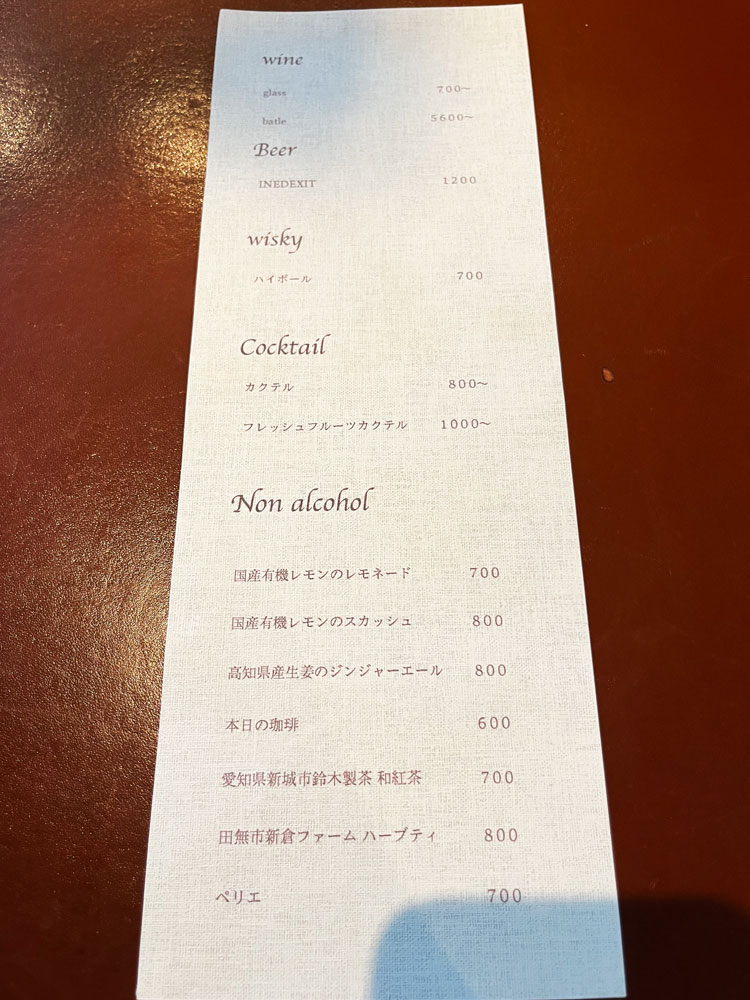 wine
glass 700～
batle 5600～
Beer
INEDEXIT 1200
wisky
ハイボール 700
Cocktail
カクテル 800～
フレッシュフルーツカクテル 1000～
Non alcohol
国産有機レモンのレモネード 700
国産有機レモンのスカッシュ 800
高知県産生姜のジンジャーエール 800
本日の珈琲 600
愛知県新城市鈴木製茶 和紅茶 700
田無市新倉ファーム ハーブティ 800
ペリエ 700